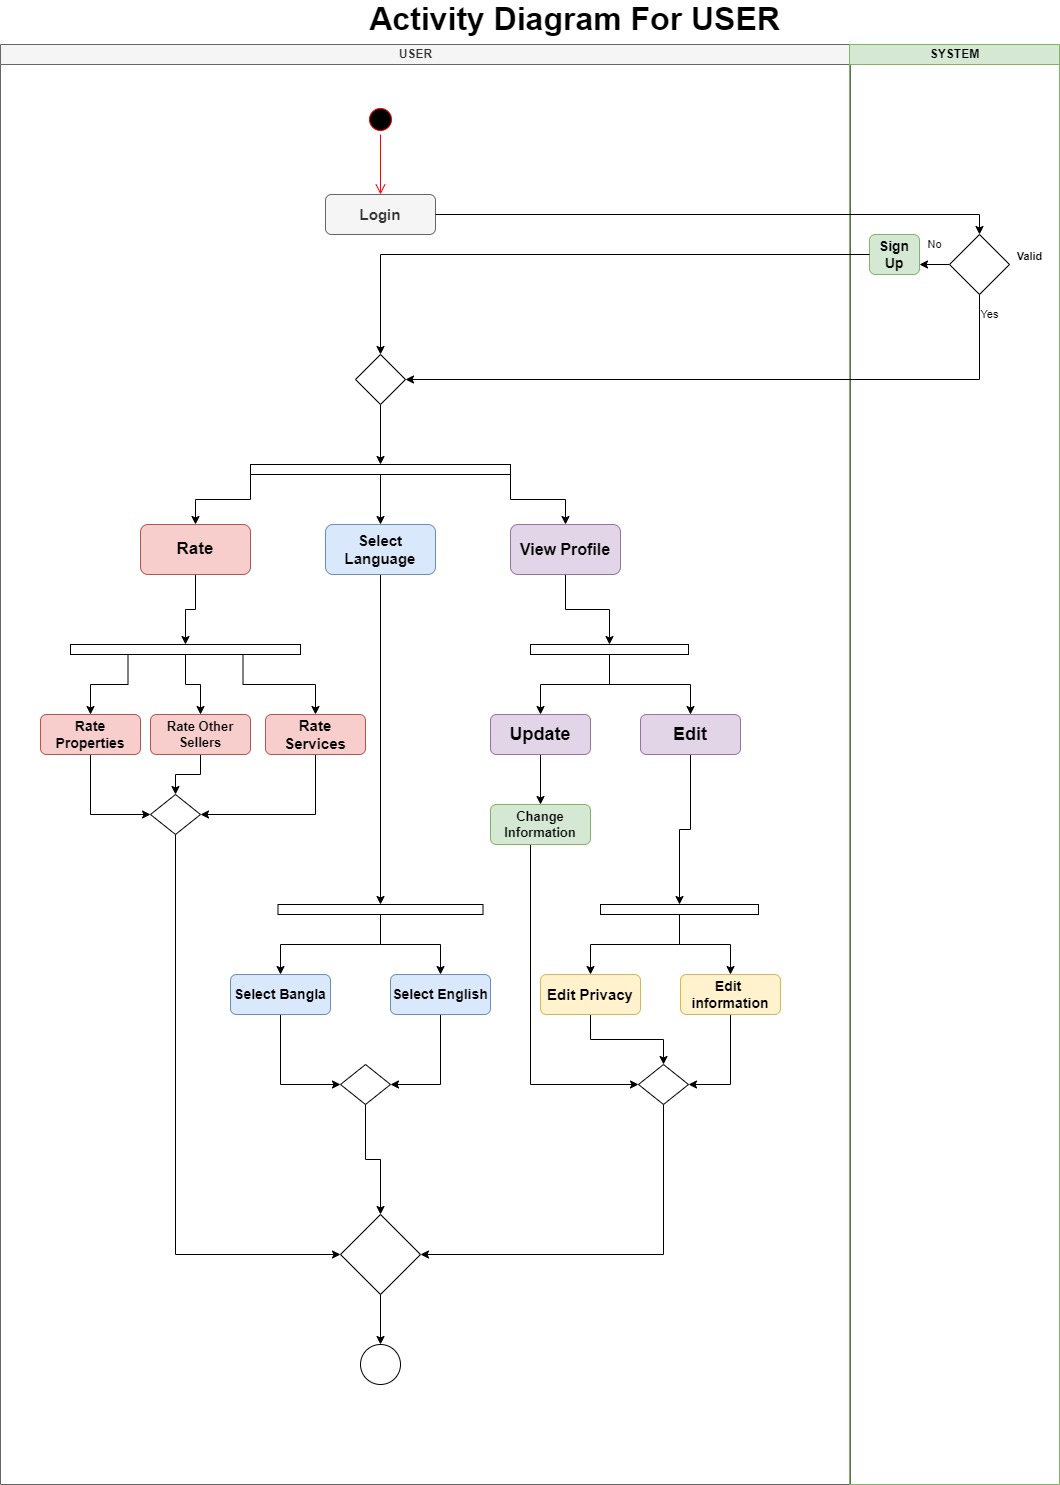 Activity Diagram For USER
USER
SYSTEM
Login
Sign
Up
No
Valid
Yes
Rate
Select
Language
View Profile
Rate
Properties
Rate Other
Sellers
Rate
Services
Update
Edit
Change
Information
Select Bangla
Select English
Edit Privacy
Edit
information